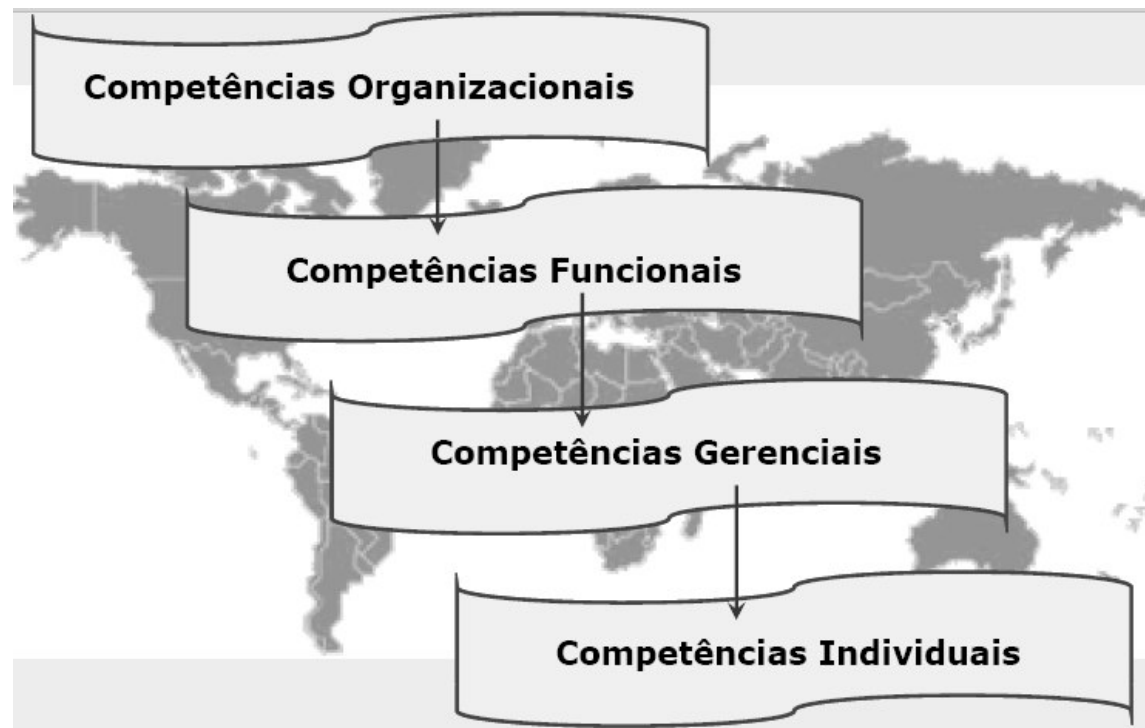 Competências Organizacionais
Competências Funcionais
Competências Gerenciais
Competências Individuais